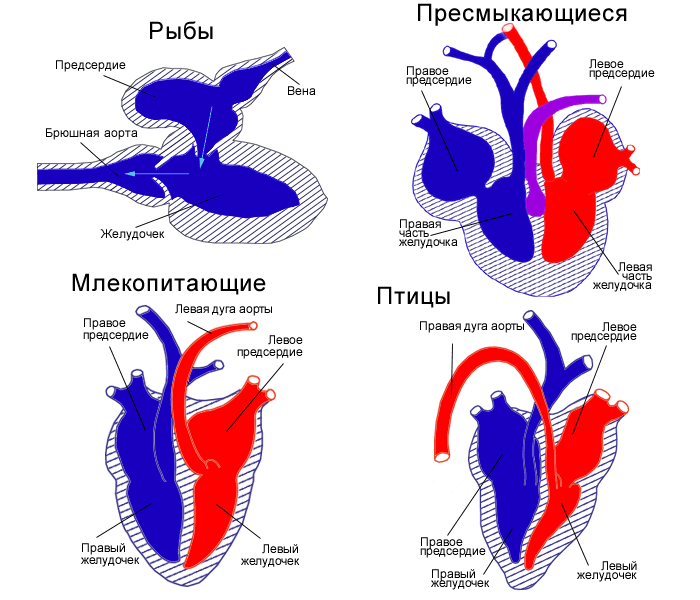 Рыбы
Предсердие
Вена
Брюшная аорта
Желудочек
Пресмыкающиеся
Правое
предсердие
Левое
предсердие
Правая
часть
желудочка
Левая
часть
желудочка
Млекопитающие
Левая дуга аорты
Правое
предсердие
Левое
предсердие
Правый
желудочек
Левый
желудочек
Птицы
Правая дуга аорты
Левое
предсердие
Правое
предсердие
Правый
желудочек
Левый
желудочек